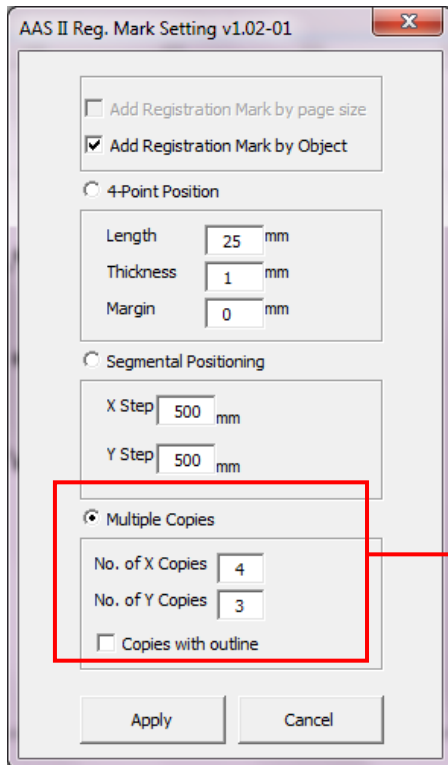 AAS II Reg. Mark Setting v1.02-01
Add Registration Mark by page size
Add Registration Mark by Object
4-Point Position
Length 25 mm
Thickness 1 mm
Margin 0 mm
Segmental Positioning
X Step 500 mm
Y Step 500 mm
Multiple Copies
No. of X Copies 4
No. of Y Copies 3
Copies with outline
Apply Cancel